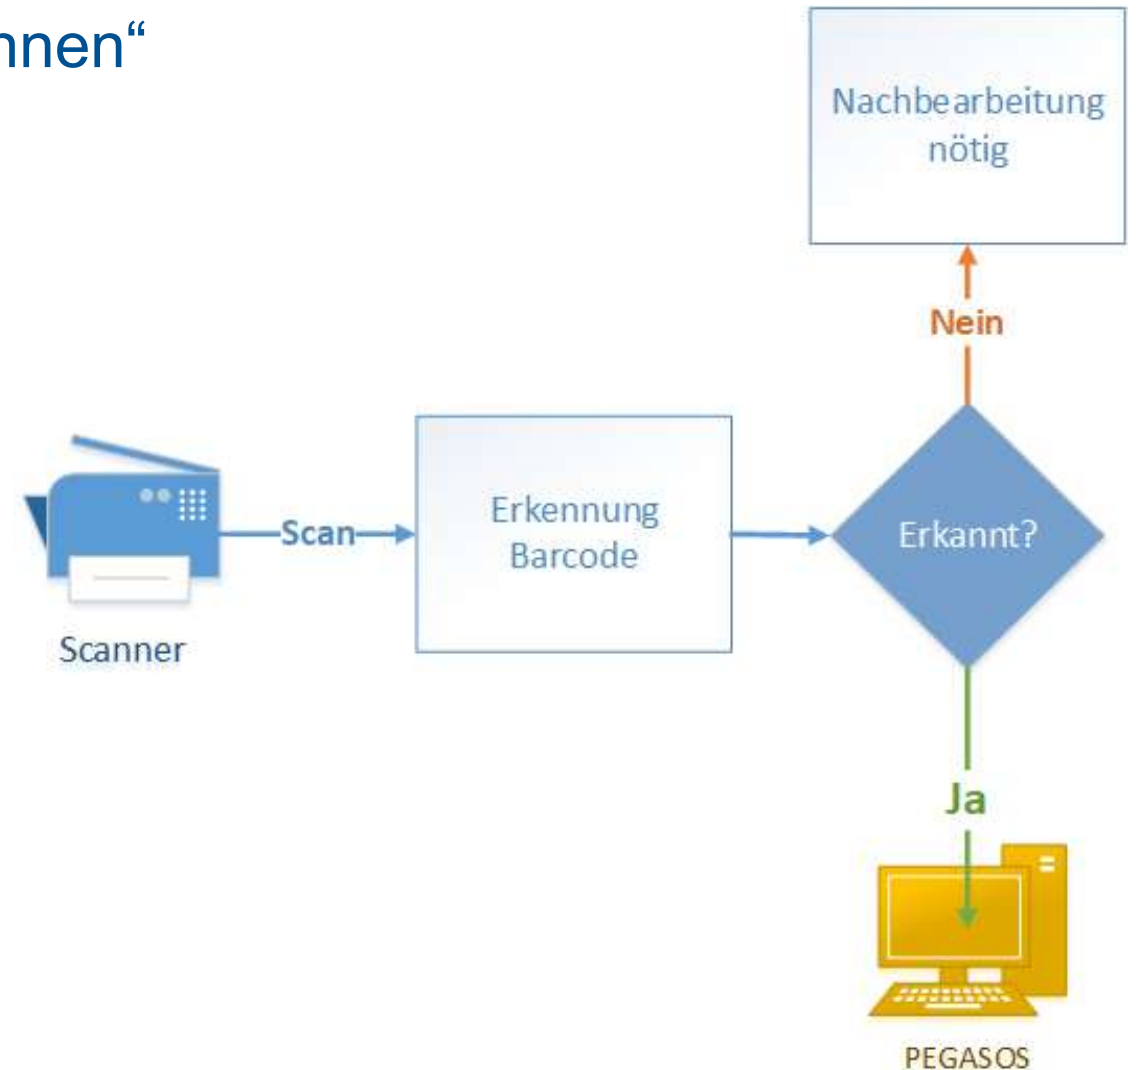 nnen“
Nachbearbeitung
nötig
Nein
Scan
Erkennung
Barcode
Erkannt?
Scanner
Ja
PEGASOS